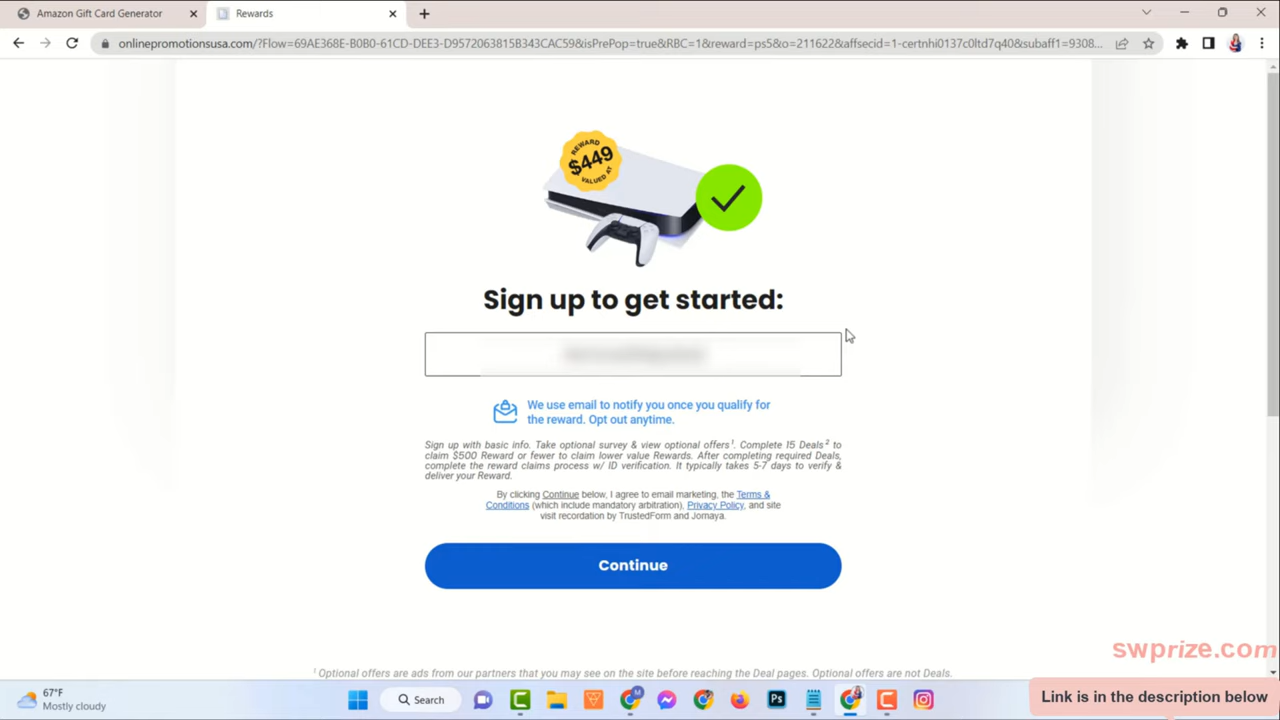 Amazon Gift Card Generator
Rewards
onlinepromotionsusa.com/?Flow=69AE368E-B0B0-61CD-DEE3-D9572063815B343CAC59&isPrePop=true&RBC=1&reward=ps5&o=211622&affsecid=1-certnhi0137c0ltd7q40&subaff1=9308...
REWARD
$449
VALUED AT
Sign up to get started:
We use email to notify you once you qualify for
the reward. Opt out anytime.
Sign up with basic info. Take optional survey & view optional offers¹. Complete 15 Deals² to
claim $500 Reward or fewer to claim lower value Rewards. After completing required Deals,
complete the reward claims process w/ ID verification. It typically takes 5-7 days to verify &
deliver your Reward.
By clicking Continue below, I agree to email marketing, the Terms &
Conditions (which include mandatory arbitration), Privacy Policy, and site
visit recordation by TrustedForm and Jornaya.
Continue
¹ Optional offers are ads from our partners that you may see on the site before reaching the Deal pages. Optional offers are not Deals.
swprize.com
67°F
Mostly cloudy
Search
M
Ps
Link is in the description below